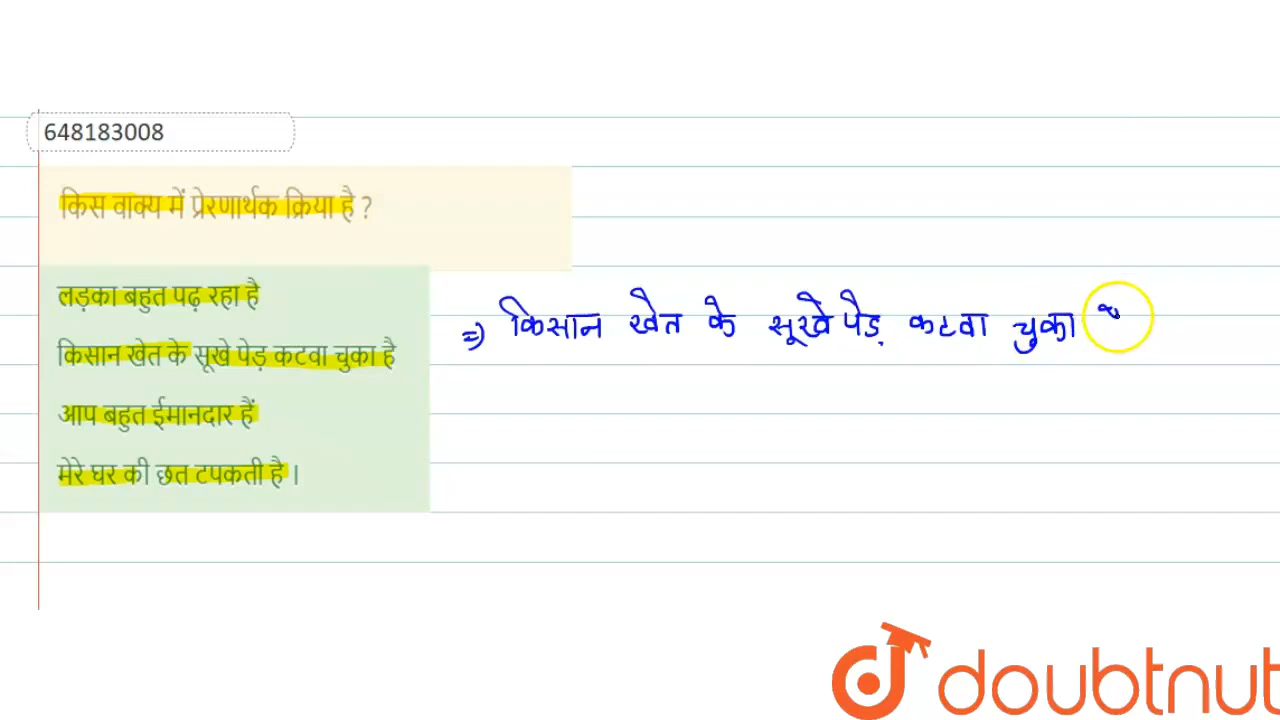 648183008
किस वाक्य में प्रेरणार्थक क्रिया है ?
लड़का बहुत पढ़ रहा है
किसान खेत के सूखे पेड़ कटवा चुका है
⇒ किसान खेत के सूखे पेड़ कटवा चुका
आप बहुत ईमानदार हैं
मेरे घर की छत टपकती है ।
doubtnut